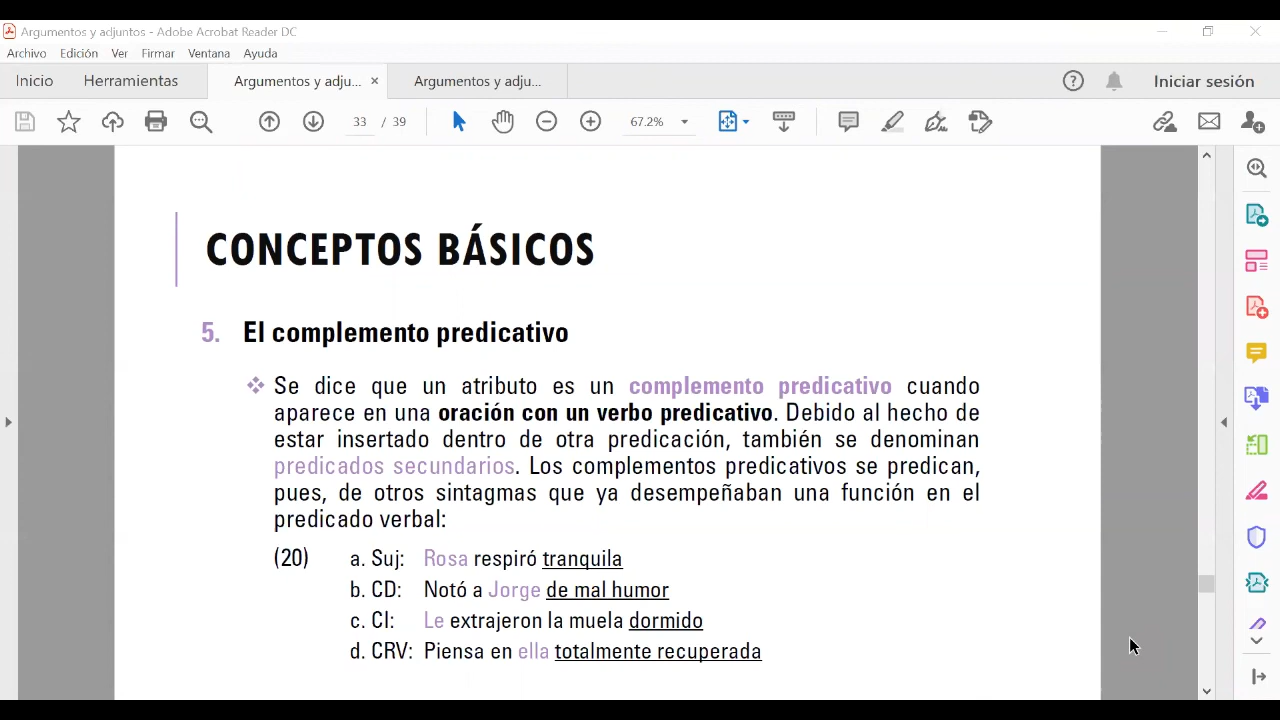 Argumentos y adjuntos - Adobe Acrobat Reader DC
Archivo Edición Ver Firmar Ventana Ayuda
Inicio Herramientas Argumentos y adju... × Argumentos y adju... Iniciar sesión
33 / 39 67.2%
CONCEPTOS BÁSICOS
5. El complemento predicativo
Se dice que un atributo es un complemento predicativo cuando
aparece en una oración con un verbo predicativo. Debido al hecho de
estar insertado dentro de otra predicación, también se denominan
predicados secundarios. Los complementos predicativos se predican,
pues, de otros sintagmas que ya desempeñaban una función en el
predicado verbal:
(20) a. Suj: Rosa respiró tranquila
b. CD: Notó a Jorge de mal humor
c. CI: Le extrajeron la muela dormido
d. CRV: Piensa en ella totalmente recuperada